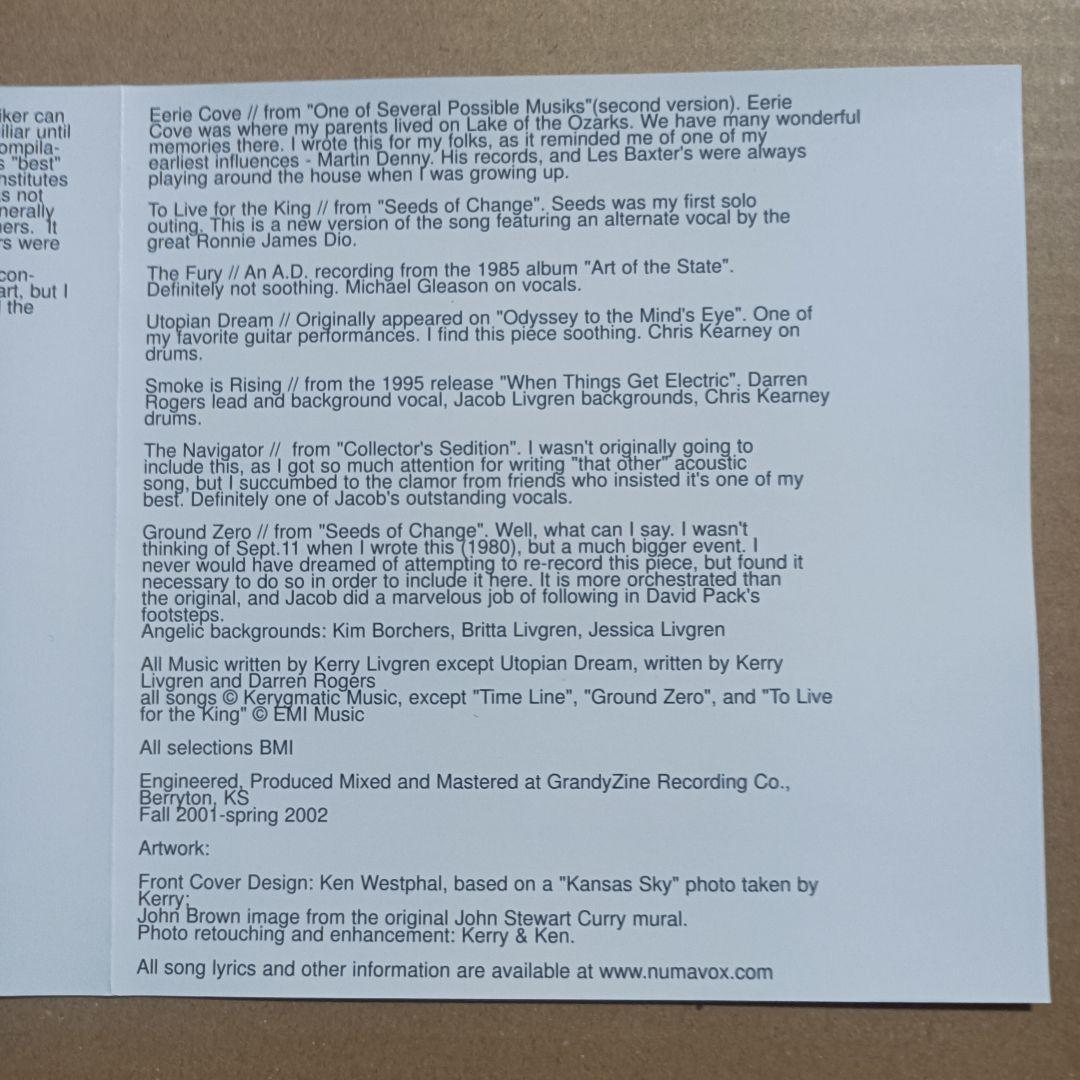 iker can
iliar until
ompila-
s "best"
nstitutes
s not
nerally
ers. It
rs were
con-
art, but I
the
Eerie Cove // from "One of Several Possible Musiks"(second version). Eerie
Cove was where my parents lived on Lake of the Ozarks. We have many wonderful
memories there. I wrote this for my folks, as it reminded me of one of my
earliest influences - Martin Denny. His records, and Les Baxter's were always
playing around the house when I was growing up.
To Live for the King // from "Seeds of Change". Seeds was my first solo
outing. This is a new version of the song featuring an alternate vocal by the
great Ronnie James Dio.
The Fury // An A.D. recording from the 1985 album "Art of the State".
Definitely not soothing. Michael Gleason on vocals.
Utopian Dream // Originally appeared on "Odyssey to the Mind's Eye". One of
my favorite guitar performances. I find this piece soothing. Chris Kearney on
drums.
Smoke is Rising // from the 1995 release "When Things Get Electric". Darren
Rogers lead and background vocal, Jacob Livgren backgrounds, Chris Kearney
drums.
The Navigator // from "Collector's Sedition". I wasn't originally going to
include this, as I got so much attention for writing "that other" acoustic
song, but I succumbed to the clamor from friends who insisted it's one of my
best. Definitely one of Jacob's outstanding vocals.
Ground Zero // from "Seeds of Change". Well, what can I say. I wasn't
thinking of Sept.11 when I wrote this (1980), but a much bigger event. I
never would have dreamed of attempting to re-record this piece, but found it
necessary to do so in order to include it here. It is more orchestrated than
the original, and Jacob did a marvelous job of following in David Pack's
footsteps.
Angelic backgrounds: Kim Borchers, Britta Livgren, Jessica Livgren
All Music written by Kerry Livgren except Utopian Dream, written by Kerry
Livgren and Darren Rogers
all songs © Kerygmatic Music, except "Time Line", "Ground Zero", and "To Live
for the King" © EMI Music
All selections BMI
Engineered, Produced Mixed and Mastered at GrandyZine Recording Co.,
Berryton, KS
Fall 2001-spring 2002
Artwork:
Front Cover Design: Ken Westphal, based on a "Kansas Sky" photo taken by
Kerry;
John Brown image from the original John Stewart Curry mural.
Photo retouching and enhancement: Kerry & Ken.
All song lyrics and other information are available at www.numavox.com